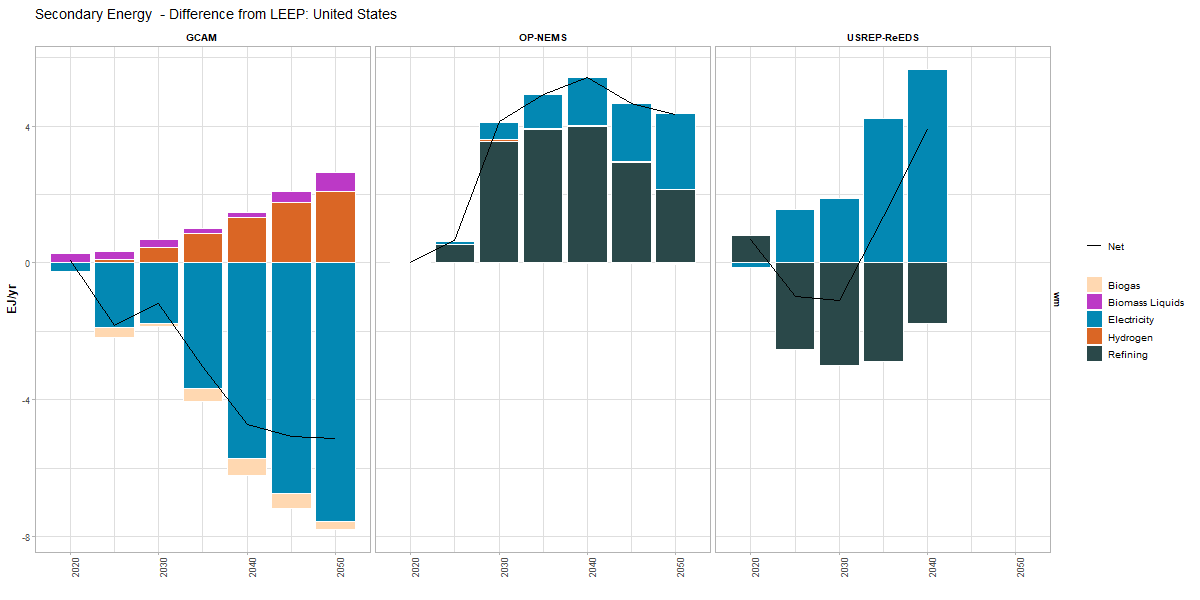 Secondary Energy  - Difference from LEEP: United States
GCAM
OP-NEMS
USREP-ReEDS
EJ/yr
4
0
-4
-8
2020
2030
2040
2050
2020
2030
2040
2050
2020
2030
2040
2050
wm
Net
Biogas
Biomass Liquids
Electricity
Hydrogen
Refining